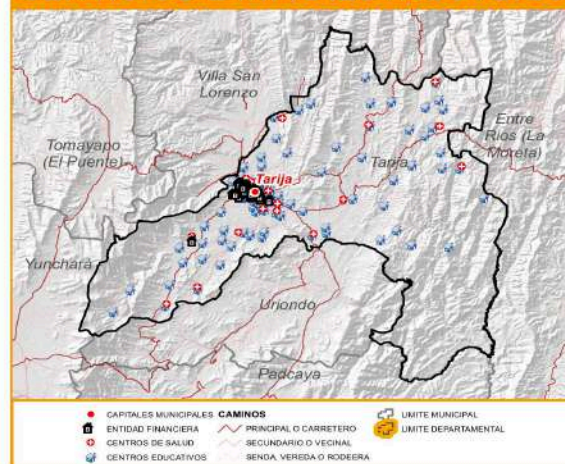 Villa San
Lorenzo
Entre
Rios (La
Moreta)
Tomayapo
(El Puente)
Tarija
Tarija
Yunchará
Uriondo
Padcaya
CAPITALES MUNICIPALES
ENTIDAD FINANCIERA
CENTROS DE SALUD
CENTROS EDUCATIVOS
CAMINOS
PRINCIPAL O CARRETERO
SECUNDARIO O VECINAL
SENDA, VEREDA O RODEERA
LIMITE MUNICIPAL
LIMITE DEPARTAMENTAL